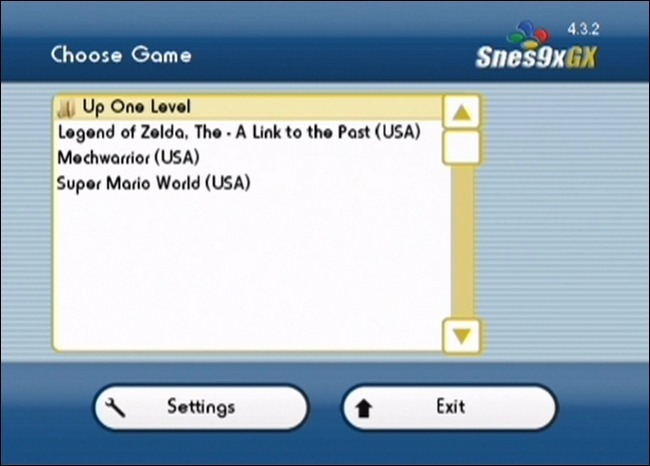 4.3.2
Choose Game
Snes9xGX
Up One Level
Legend of Zelda, The - A Link to the Past (USA)
Mechwarrior (USA)
Super Mario World (USA)
Settings
Exit